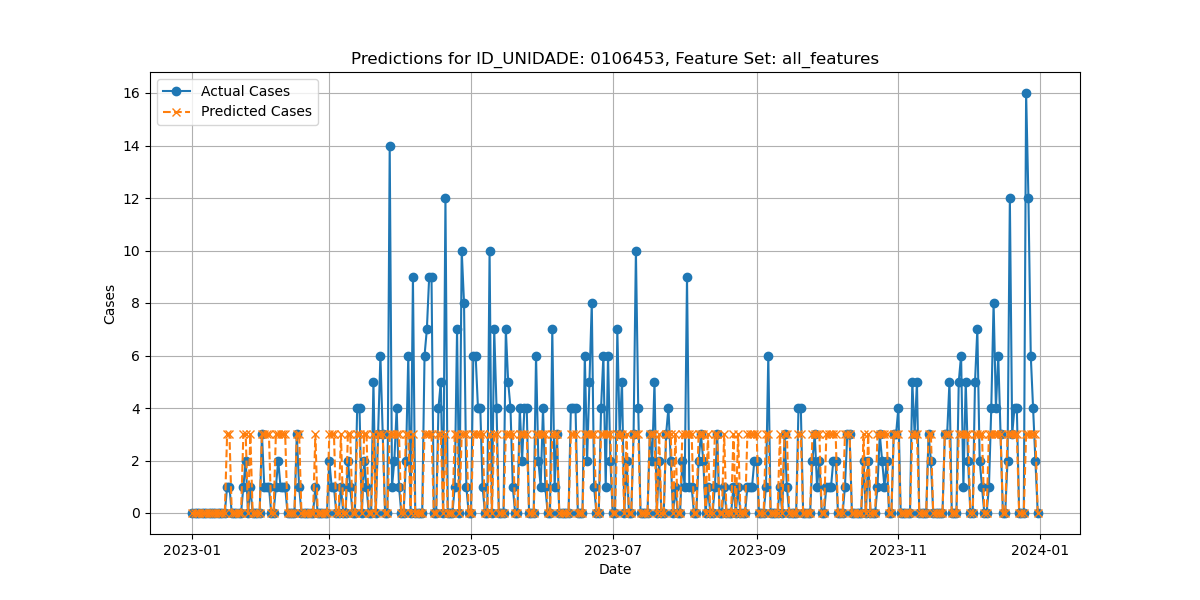 Predictions for ID_UNIDADE: 0106453, Feature Set: all_features
Actual Cases
Predicted Cases
16
14
12
10
8
6
4
2
0
Cases
2023-01 2023-03 2023-05 2023-07 2023-09 2023-11 2024-01
Date